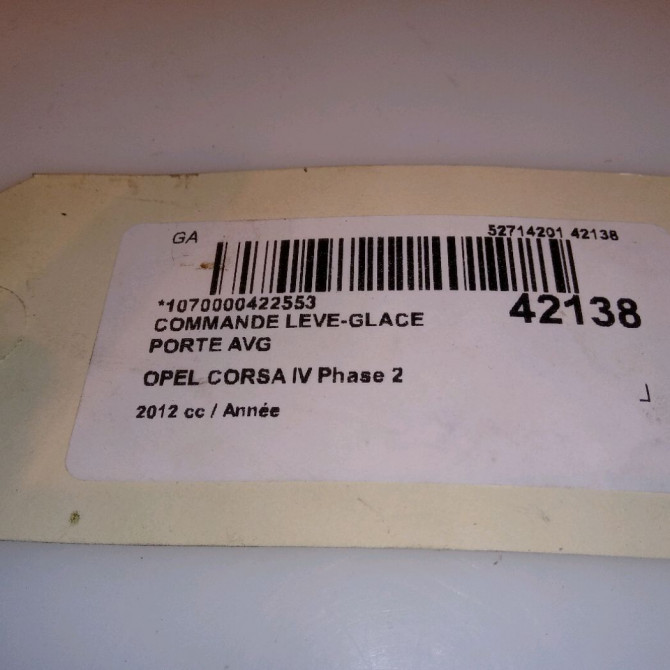 GA
52714201 42138
*1070000422553
42138
COMMANDE LEVE-GLACE
PORTE AVG
OPEL CORSA IV Phase 2
2012 cc / Année